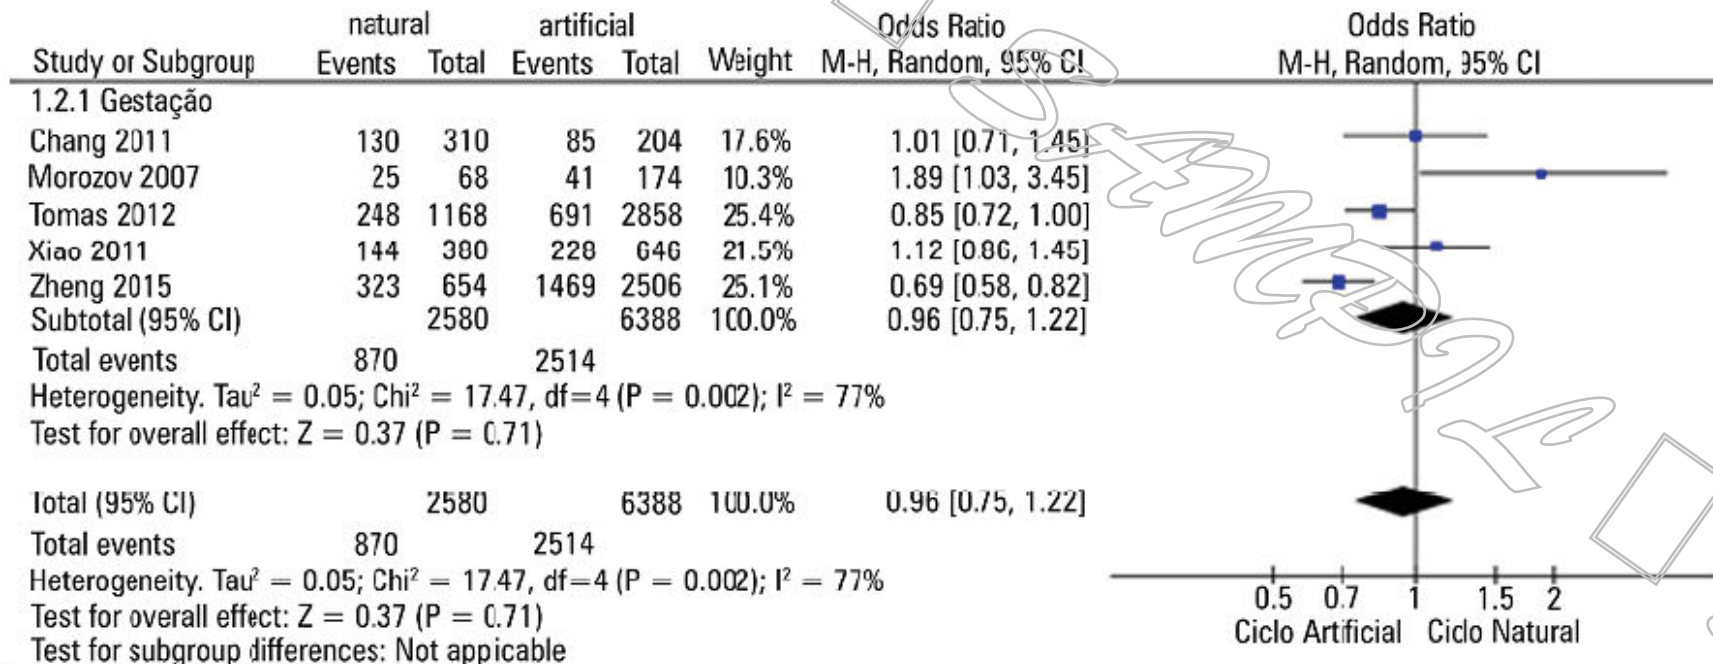 natural artificial Odds Ratio Odds Ratio
Study or Subgroup Events Total Events Total Weight M-H, Random, 95% CI M-H, Random, 95% CI
1.2.1 Gestação
Chang 2011 130 310 85 204 17.6% 1.01 [0.71, 1.45]
Morozov 2007 25 68 41 174 10.3% 1.89 [1.03, 3.45]
Tomas 2012 248 1168 691 2858 25.4% 0.85 [0.72, 1.00]
Xiao 2011 144 380 228 646 21.5% 1.12 [0.86, 1.45]
Zheng 2015 323 654 1469 2506 25.1% 0.69 [0.58, 0.82]
Subtotal (95% CI) 2580 6388 100.0% 0.96 [0.75, 1.22]
Total events 870 2514
Heterogeneity. Tau² = 0.05; Chi² = 17.47, df=4 (P = 0.002); I² = 77%
Test for overall effect: Z = 0.37 (P = 0.71)
Total (95% CI) 2580 6388 100.0% 0.96 [0.75, 1.22]
Total events 870 2514
Heterogeneity. Tau² = 0.05; Chi² = 17.47, df=4 (P = 0.002); I² = 77%
Test for overall effect: Z = 0.37 (P = 0.71)
Test for subgroup differences: Not appicable
0.5 0.7 1 1.5 2
Ciclo Artificial Ciclo Natural
SAMPLE